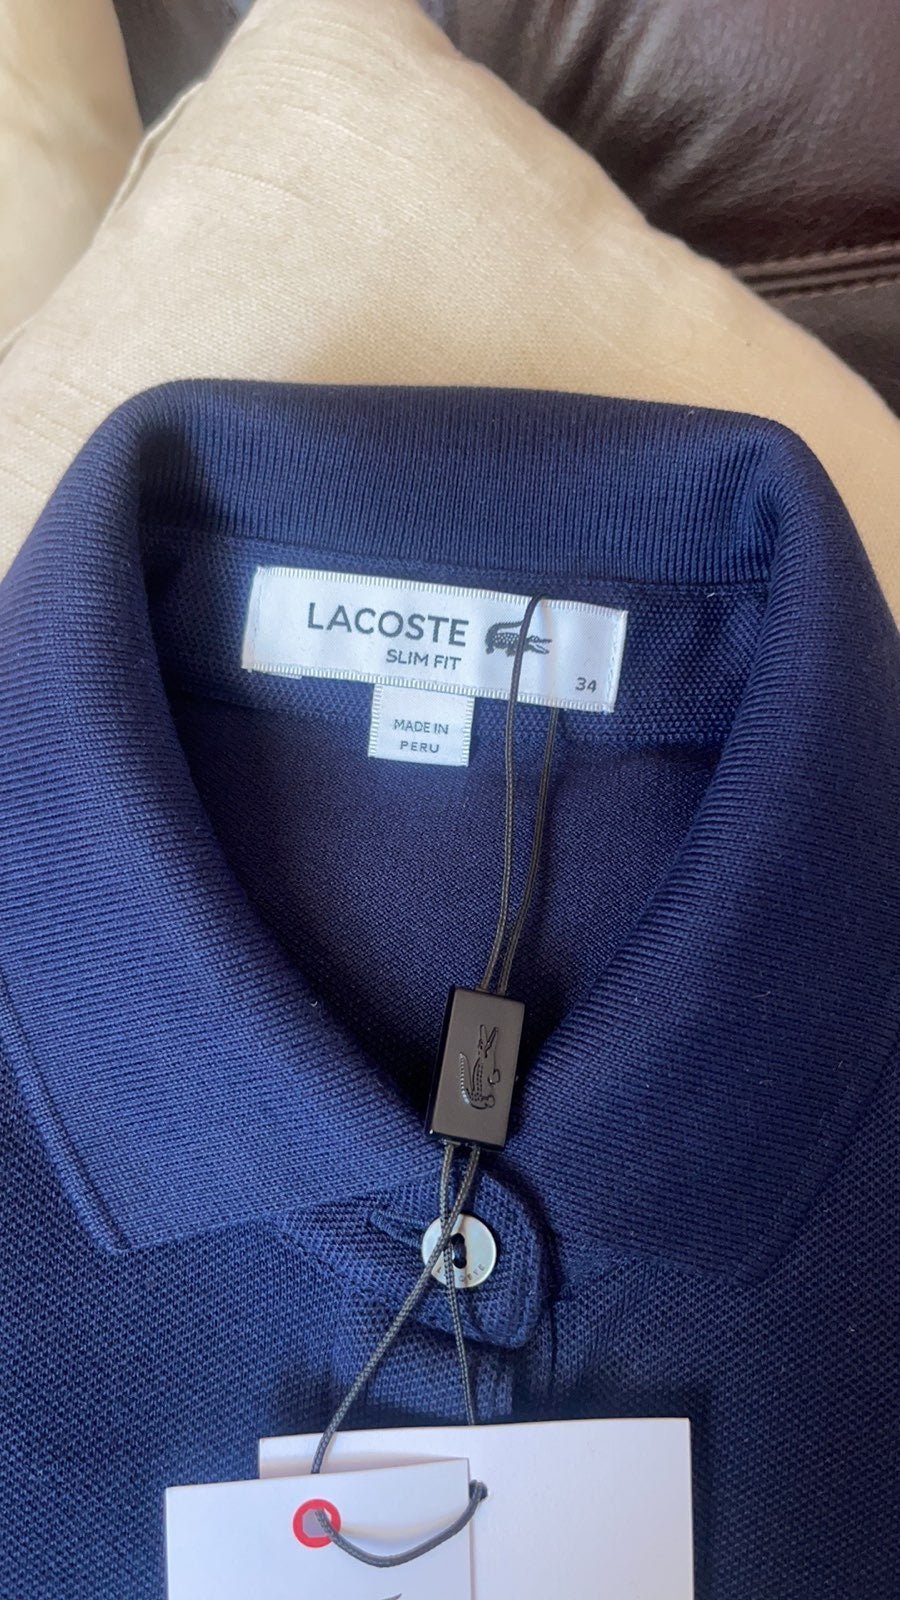 LACOSTE
SLIM FIT
34
MADE IN
PERU